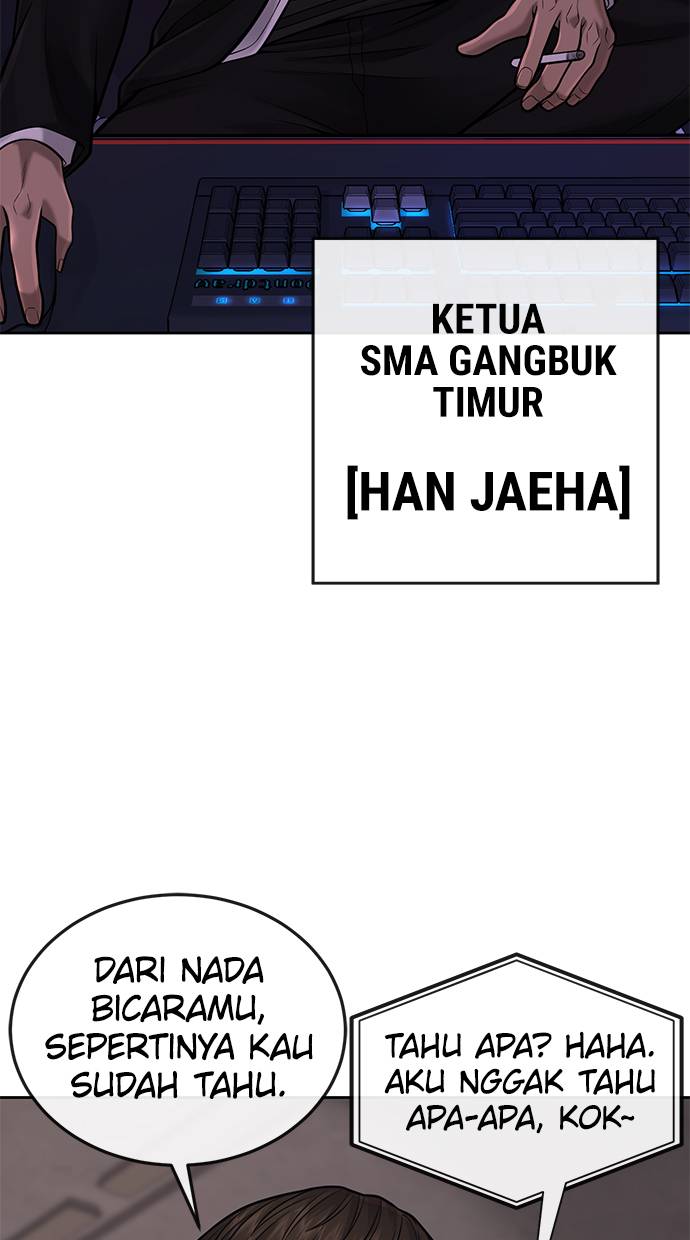 KETUA
SMA GANGBUK
TIMUR
[HAN JAEHA]
DARI NADA
BICARAMU,
SEPERTINYA KAU
SUDAH TAHU.
TAHU APA? HAHA.
AKU NGGAK TAHU
APA-APA, KOK~